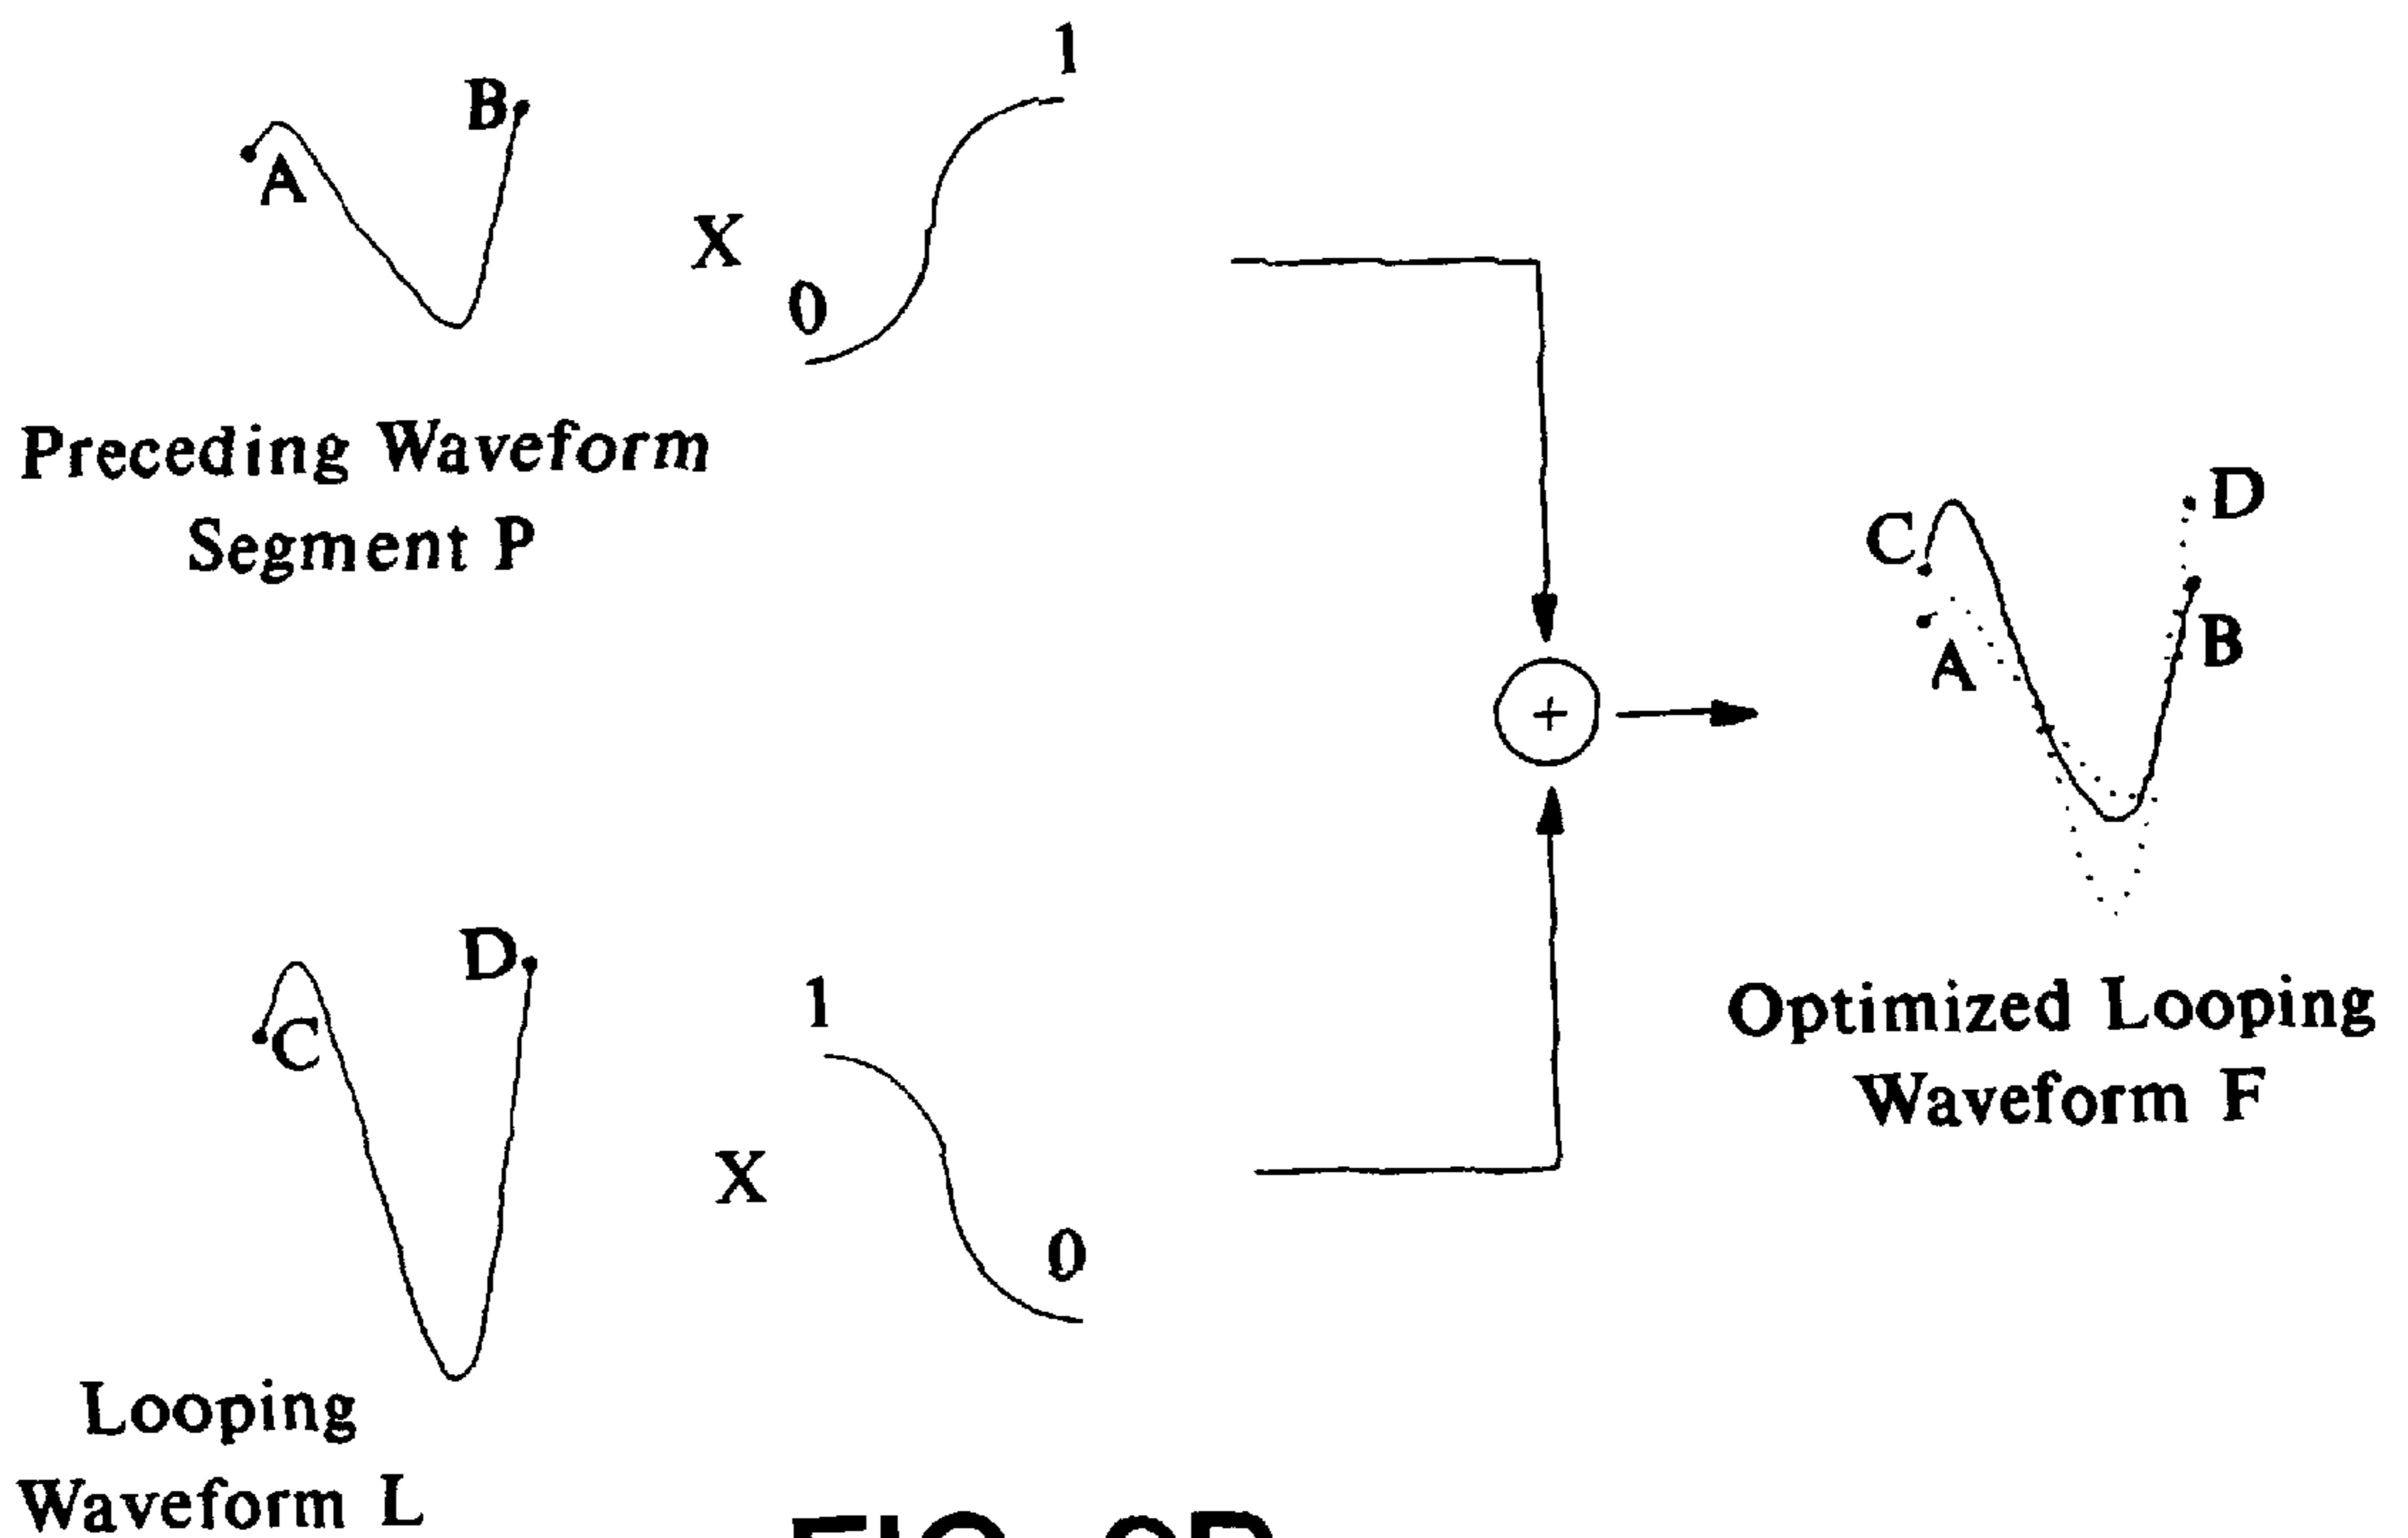 1
B
A
X
0
Preceding Waveform
Segment P
D
C
A
B
+
D
C
1
X
0
Optimized Looping
Waveform F
Looping
Waveform L